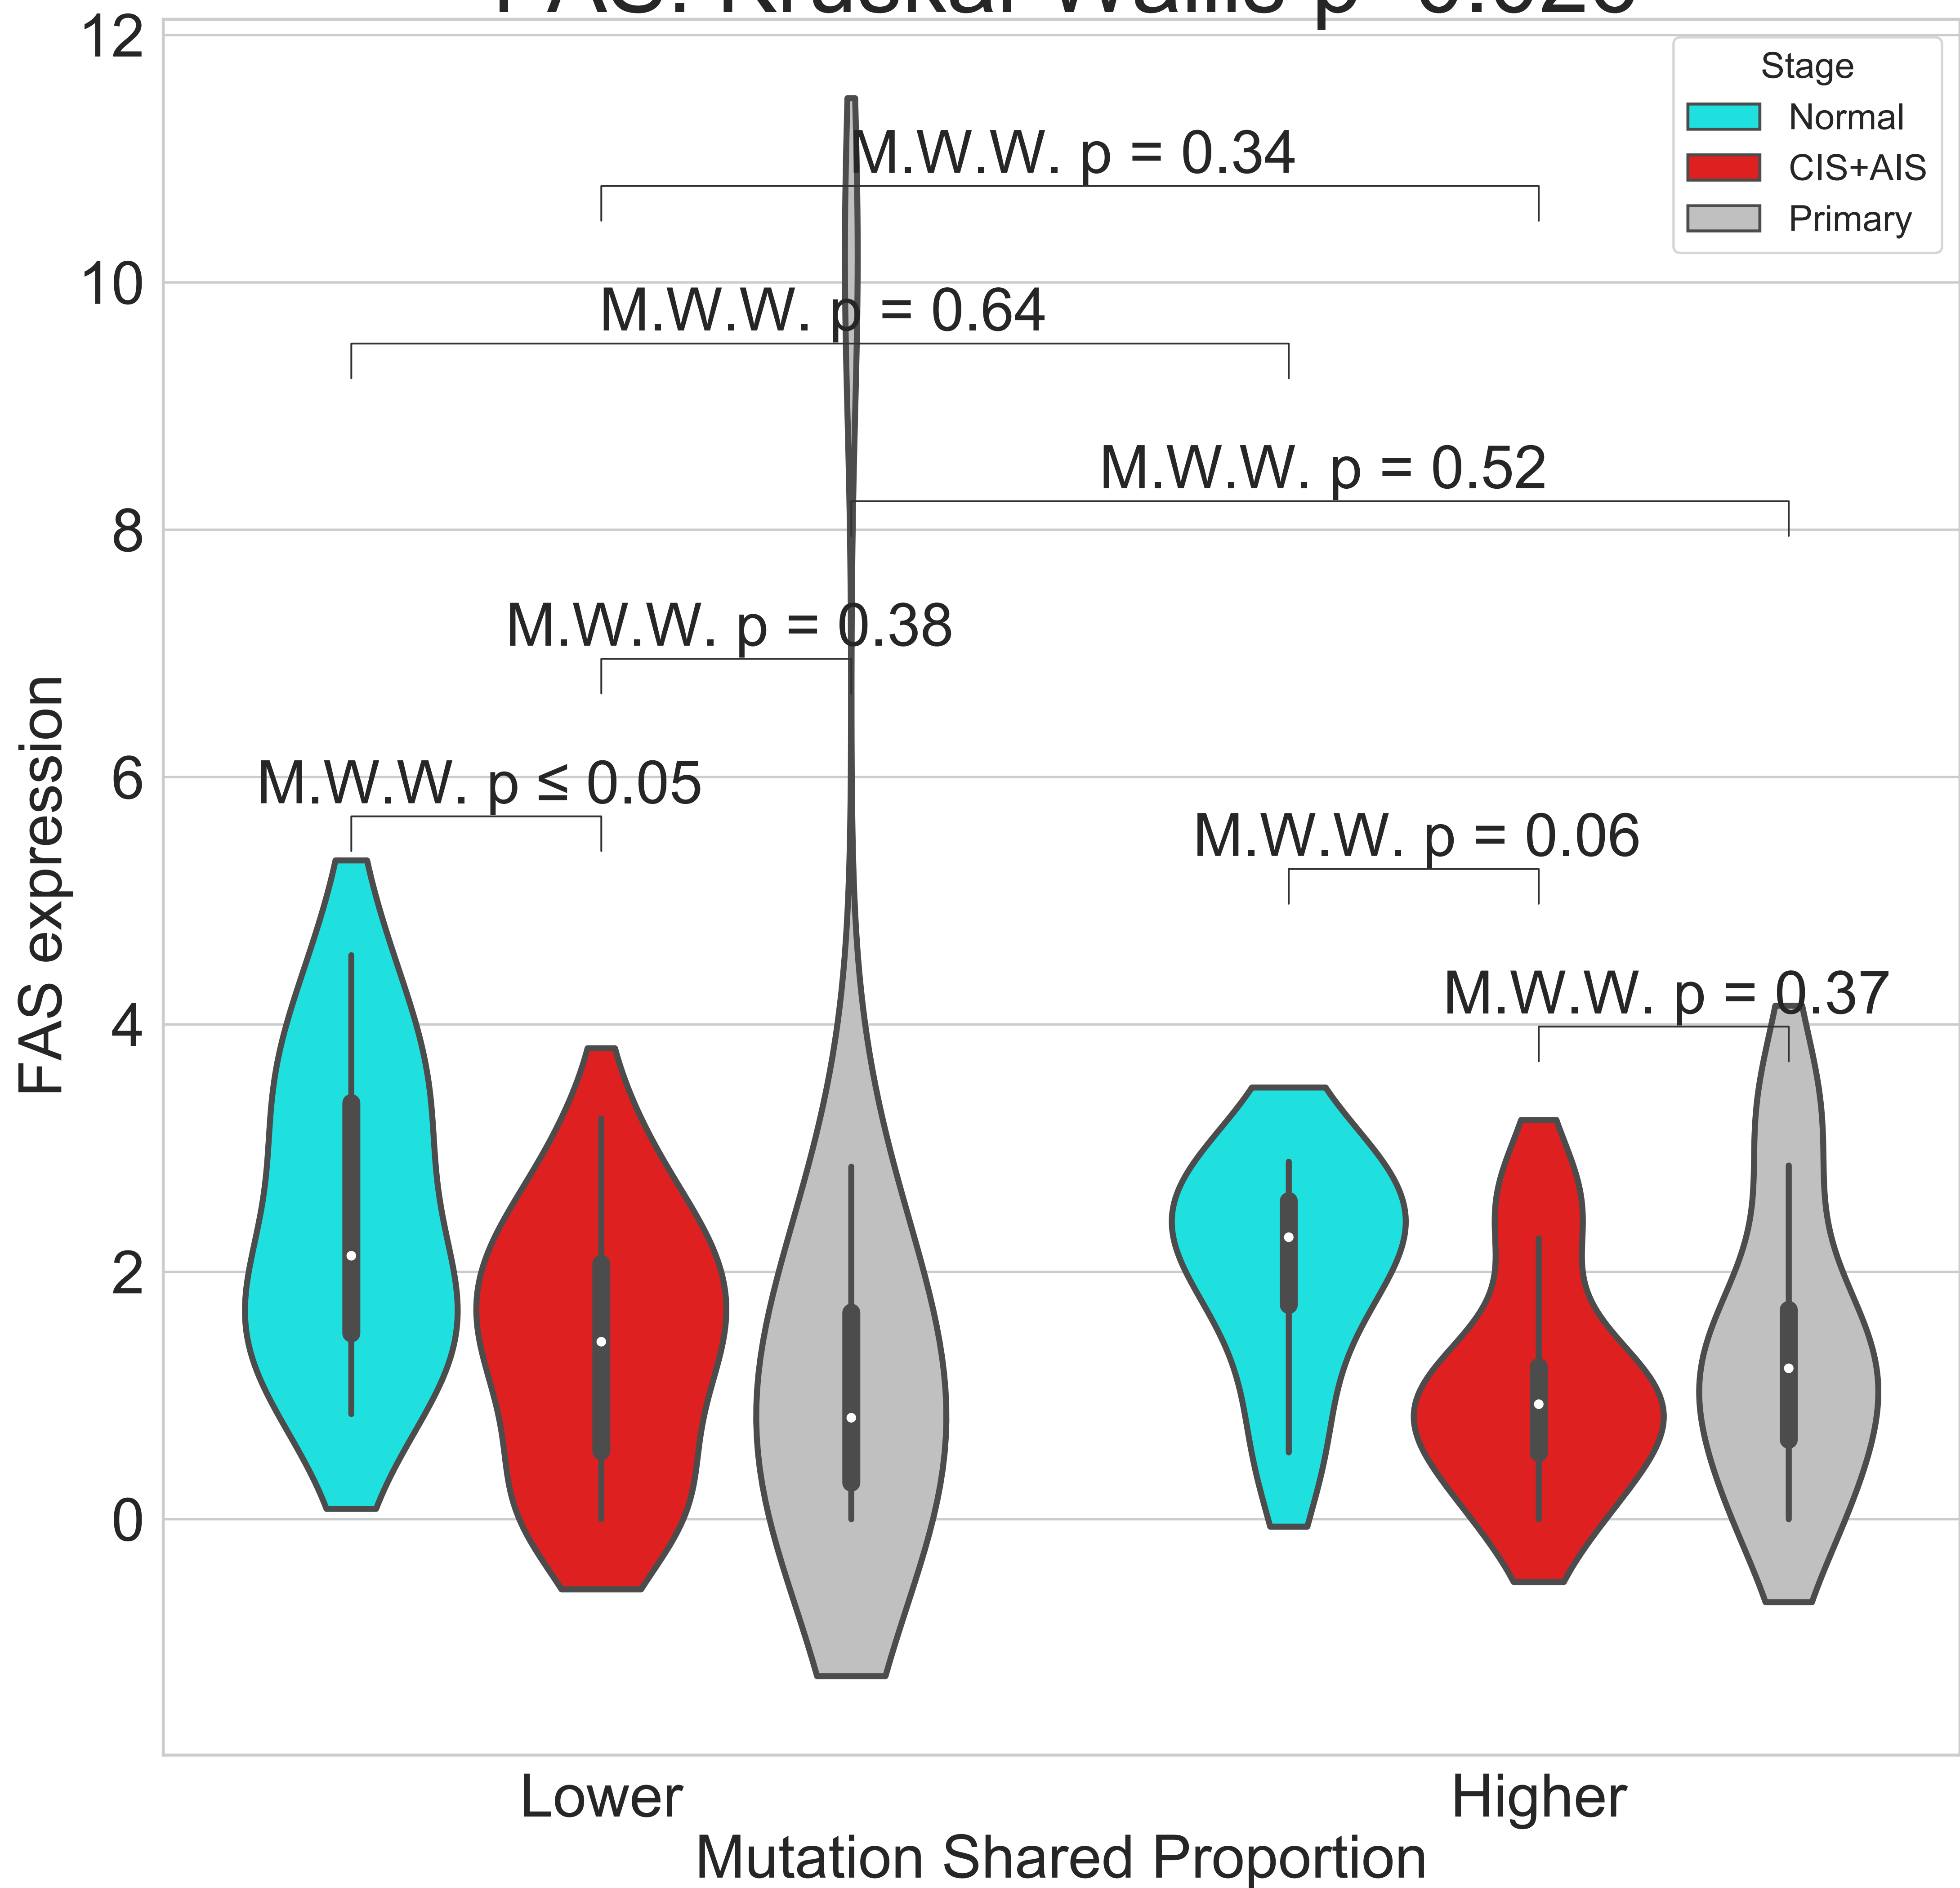 12
Stage
Normal
CIS+AIS
Primary
M.W.W. p = 0.34
10
M.W.W. p = 0.64
M.W.W. p = 0.52
8
M.W.W. p = 0.38
M.W.W. p ≤ 0.05
6
M.W.W. p = 0.06
FAS expression
M.W.W. p = 0.37
4
2
0
Lower
Higher
Mutation Shared Proportion